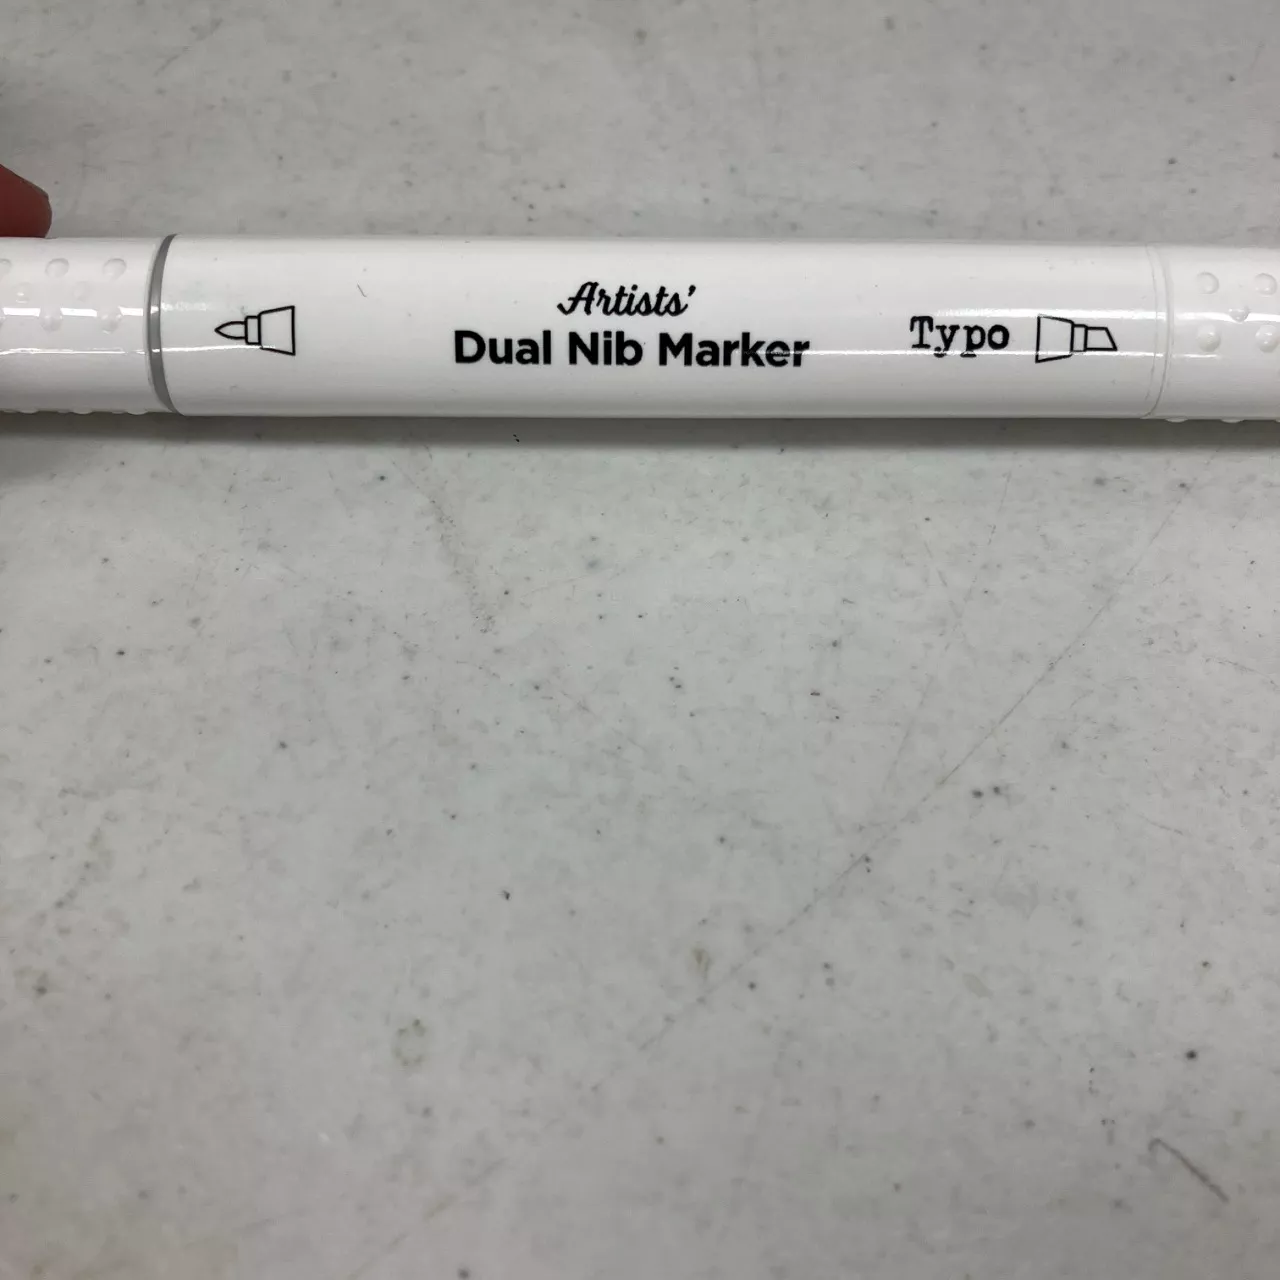 Artists'
Dual Nib Marker
Typo